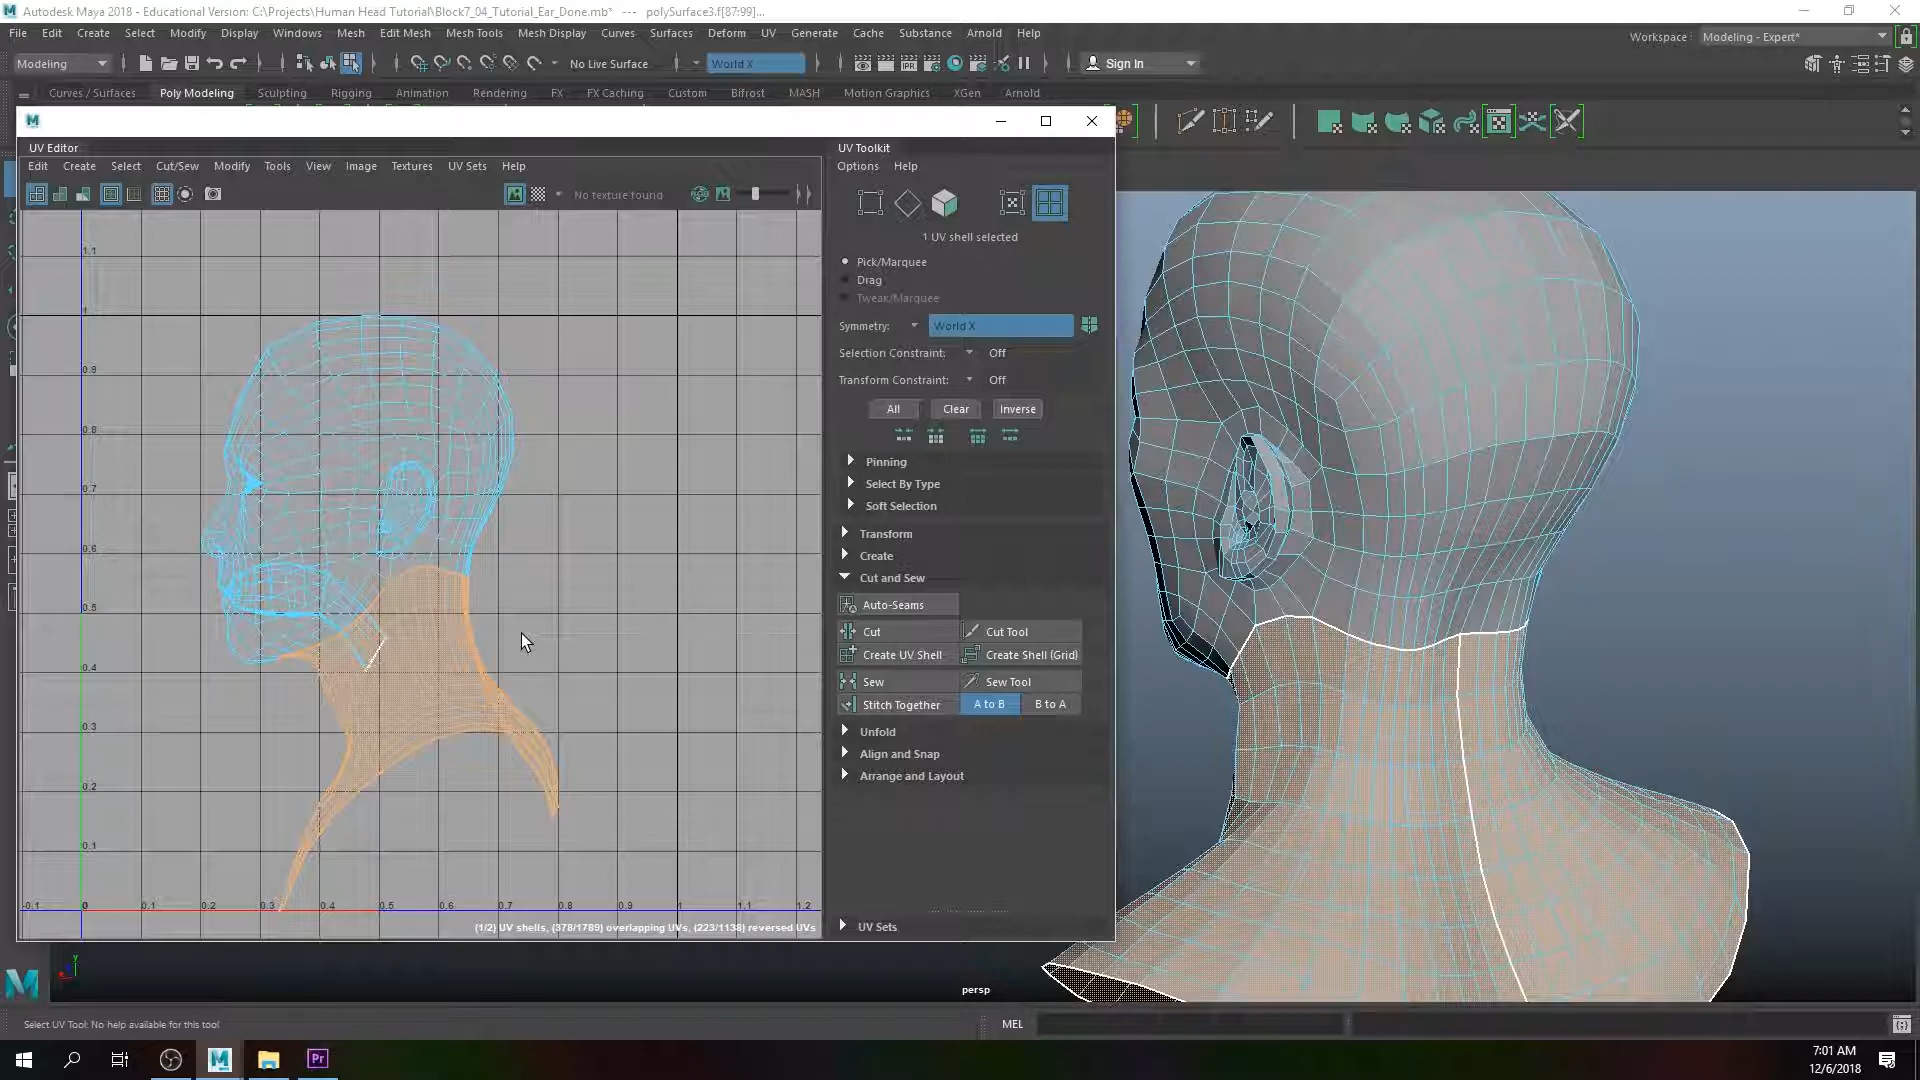 Autodesk Maya 2018 - Educational Version: C:\Projects\Human Head Tutorial\Block7_04_Tutorial_Ear_Done.mb* --- polySurface3.f[87:99]...
File Edit Create Select Modify Display Windows Mesh Edit Mesh Mesh Tools Mesh Display Curves Surfaces Deform UV Generate Cache Substance Arnold Help
Workspace : Modeling - Expert*
Modeling No Live Surface World X Sign In
Curves / Surfaces Poly Modeling Sculpting Rigging Animation Rendering FX FX Caching Custom Bifrost MASH Motion Graphics XGen Arnold
UV Editor
UV Toolkit
Edit Create Select Cut/Sew Modify Tools View Image Textures UV Sets Help
Options Help
No texture found
1 UV shell selected
Pick/Marquee
Drag
Tweak/Marquee
Symmetry: World X
Selection Constraint: Off
Transform Constraint: Off
All Clear Inverse
Pinning
Select By Type
Soft Selection
Transform
Create
Cut and Sew
Auto-Seams
Cut Cut Tool
Create UV Shell Create Shell (Grid)
Sew Sew Tool
Stitch Together A to B B to A
Unfold
Align and Snap
Arrange and Layout
UV Sets
1.1
1
0.9
0.8
0.7
0.6
0.5
0.4
0.3
0.2
0.1
-0.1 0 0.1 0.2 0.3 0.4 0.5 0.6 0.7 0.8 0.9 1 1.1 1.2
(1/2) UV shells, (378/1789) overlapping UVs, (223/1138) reversed UVs
persp
Select UV Tool: No help available for this tool
MEL
7:01 AM
12/6/2018